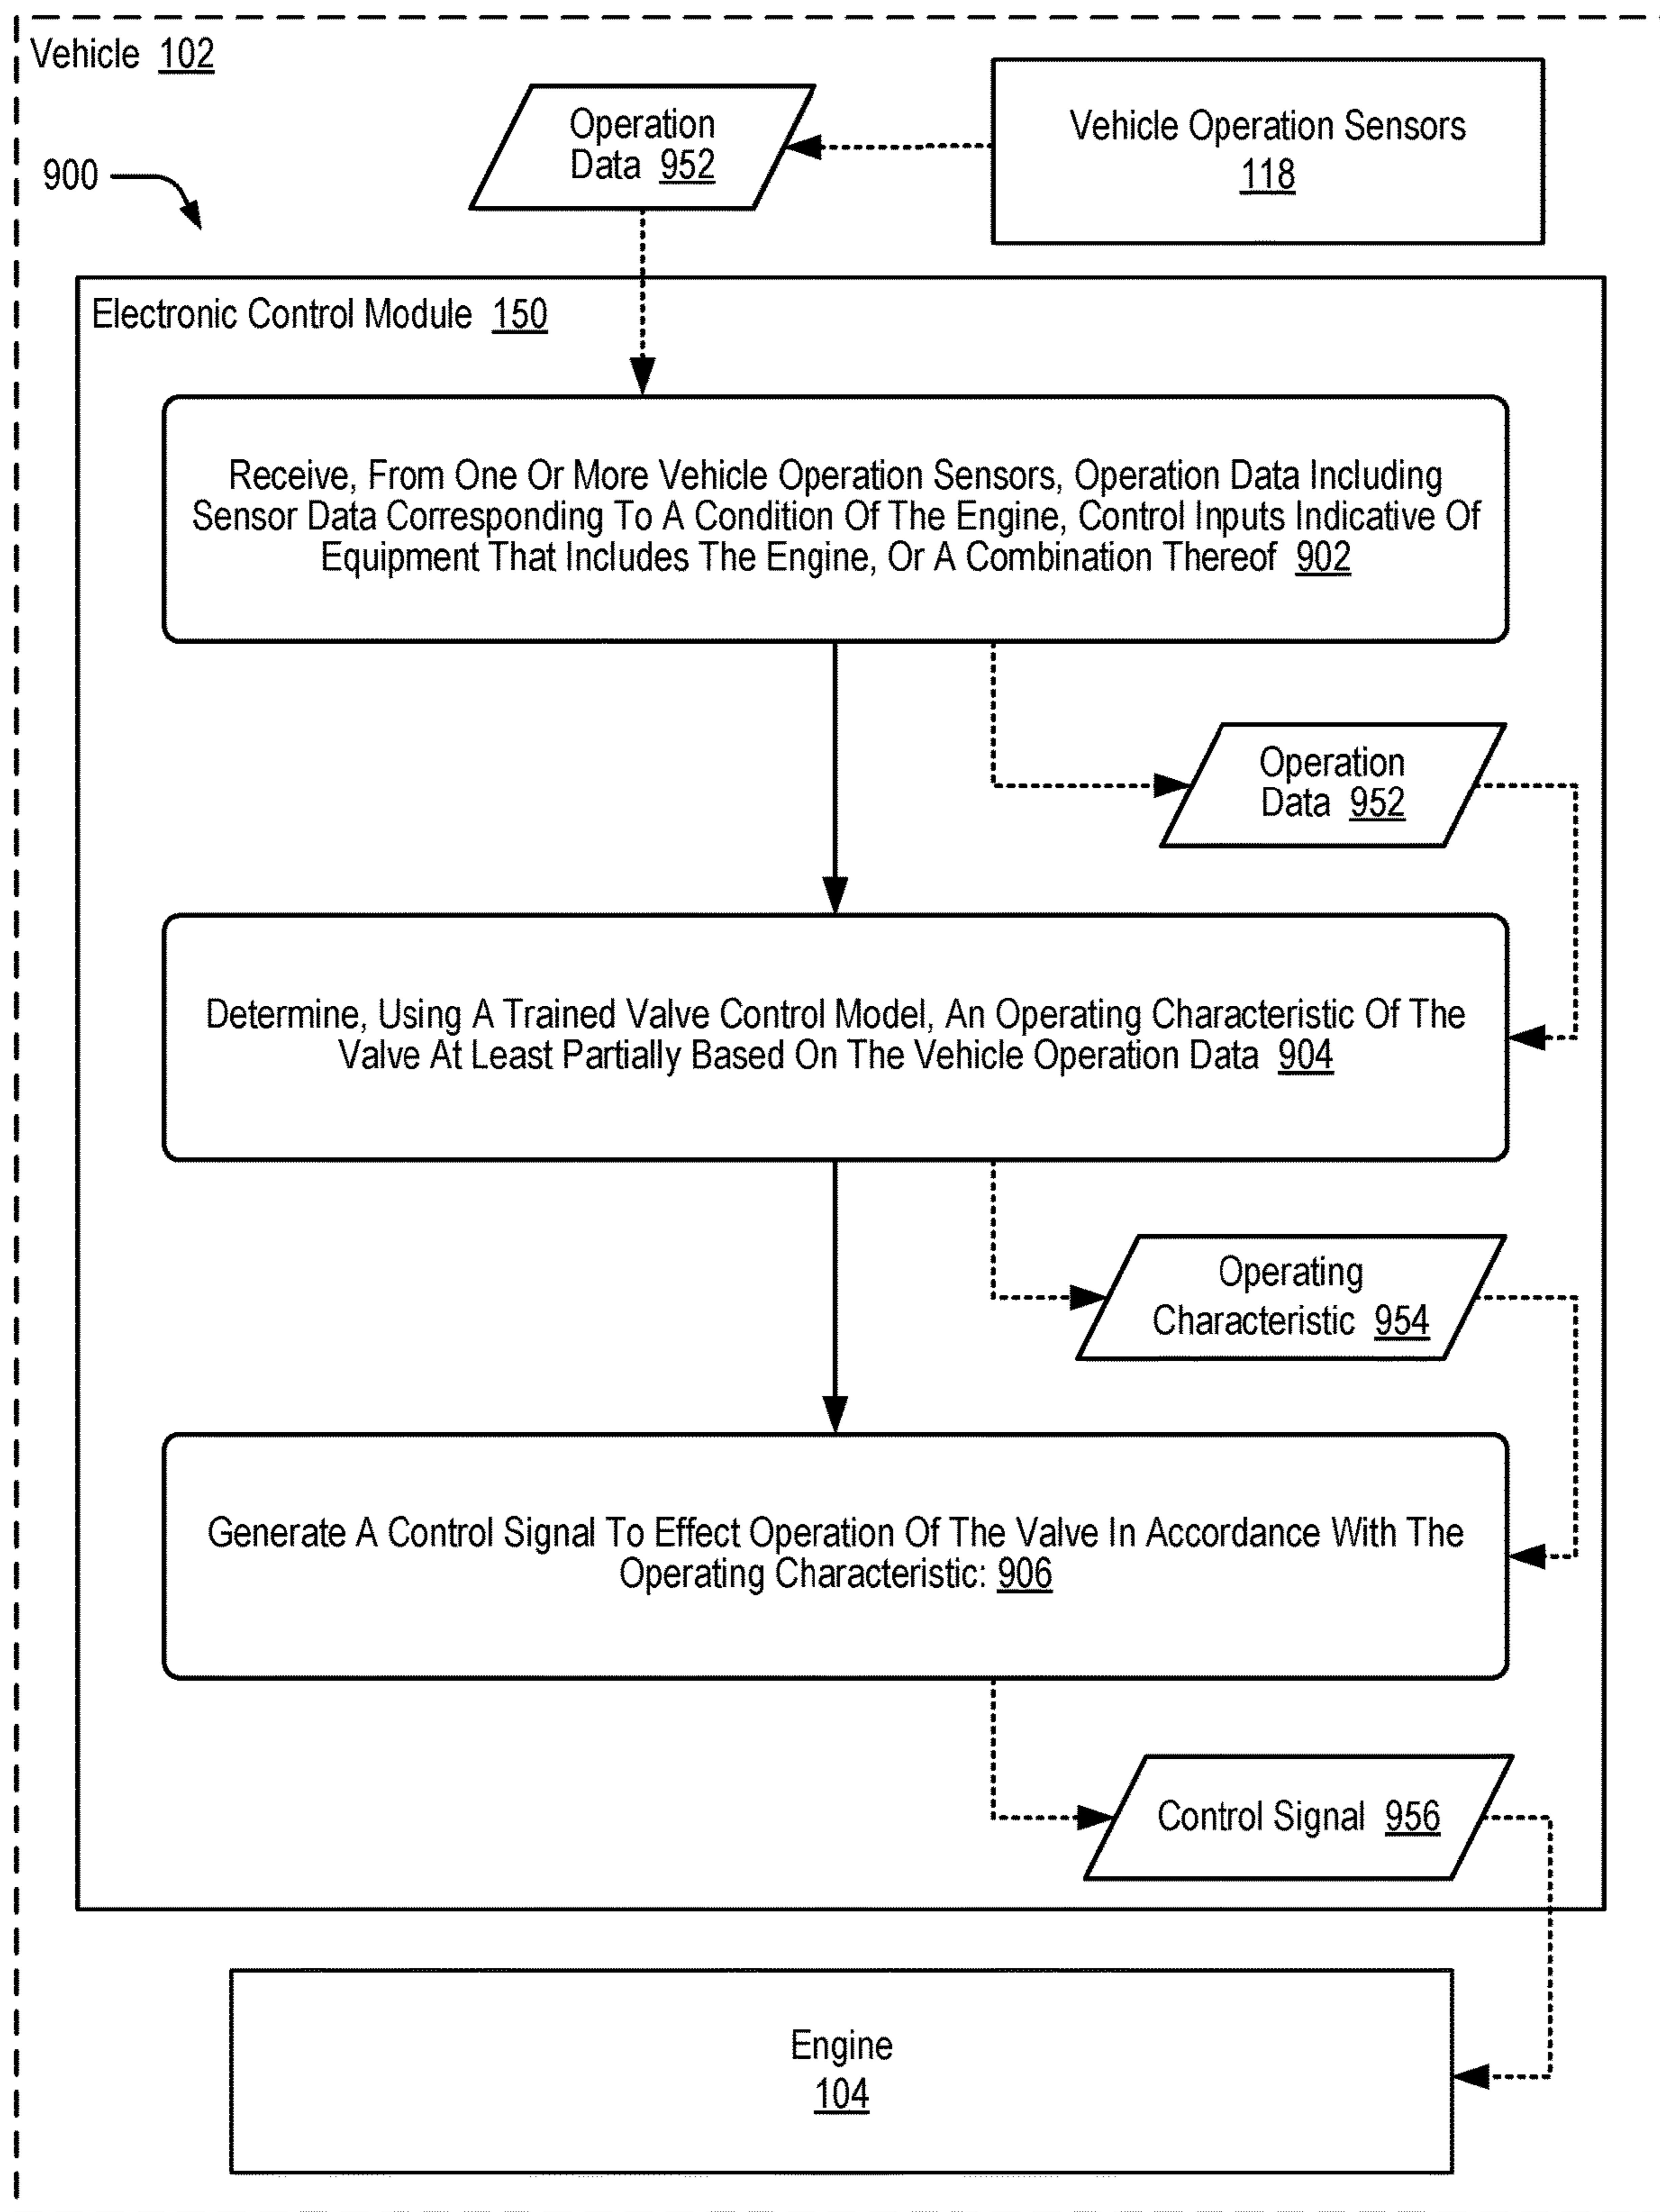 Vehicle 102
Operation
Data 952
Vehicle Operation Sensors
118
900
Electronic Control Module 150
Receive, From One Or More Vehicle Operation Sensors, Operation Data Including
Sensor Data Corresponding To A Condition Of The Engine, Control Inputs Indicative Of
Equipment That Includes The Engine, Or A Combination Thereof 902
Operation
Data 952
Determine, Using A Trained Valve Control Model, An Operating Characteristic Of The
Valve At Least Partially Based On The Vehicle Operation Data 904
Operating
Characteristic 954
Generate A Control Signal To Effect Operation Of The Valve In Accordance With The
Operating Characteristic: 906
Control Signal 956
Engine
104